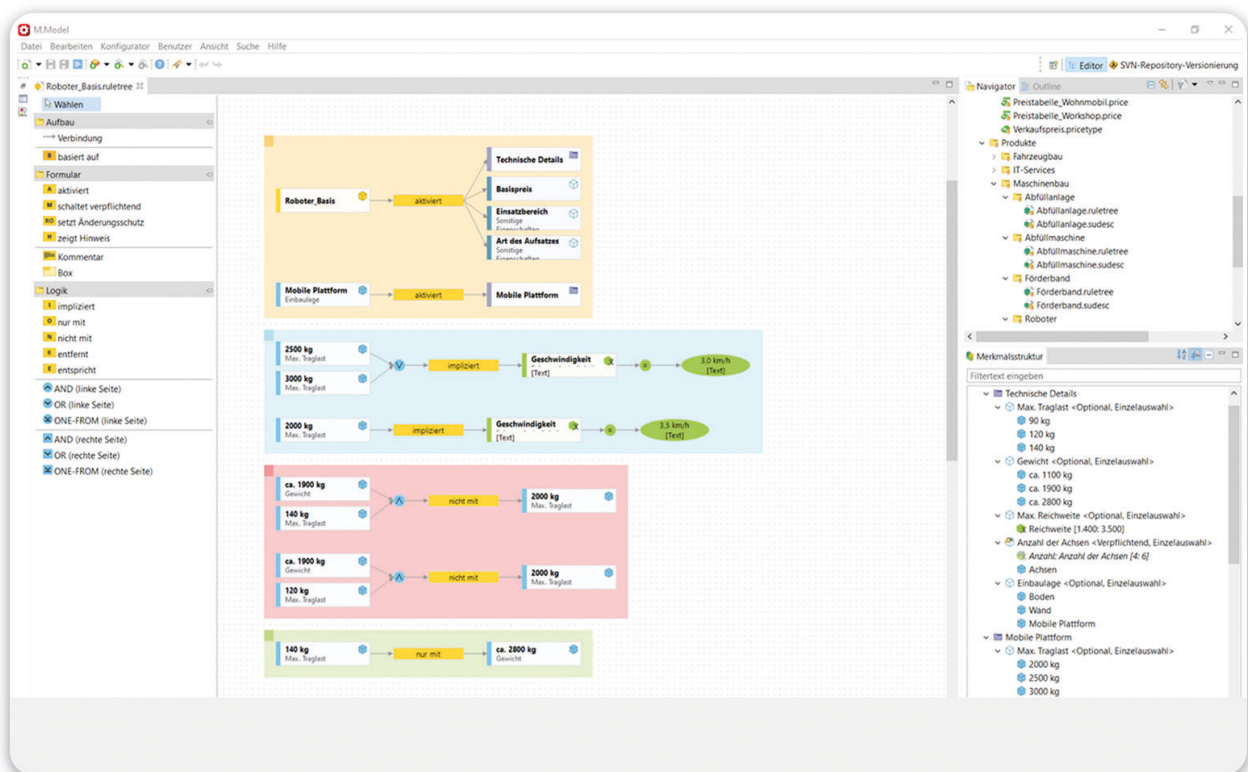 M.Model
Datei Bearbeiten Konfigurator Benutzer Ansicht Suche Hilfe
Editor SVN-Repository-Versionierung
Roboter_Basis.ruletree
Wählen
Aufbau
Verbindung
B basiert auf
Formular
A aktiviert
M schaltet verpflichtend
RO setzt Änderungsschutz
H zeigt Hinweis
Kommentar
Box
Logik
I impliziert
O nur mit
N nicht mit
R entfernt
E entspricht
AND (linke Seite)
OR (linke Seite)
ONE-FROM (linke Seite)
AND (rechte Seite)
OR (rechte Seite)
ONE-FROM (rechte Seite)
Roboter_Basis
aktiviert
Technische Details
Basispreis
Einsatzbereich
Sonstige
Eigenschaften
Art des Aufsatzes
Sonstige
Eigenschaften
Mobile Plattform
Einbaulage
aktiviert
Mobile Plattform
2500 kg
Max. Traglast
3000 kg
Max. Traglast
impliziert
Geschwindigkeit
[Text]
=
3,0 km/h
[Text]
2000 kg
Max. Traglast
impliziert
Geschwindigkeit
[Text]
=
3,5 km/h
[Text]
ca. 1900 kg
Gewicht
140 kg
Max. Traglast
nicht mit
2000 kg
Max. Traglast
ca. 1900 kg
Gewicht
120 kg
Max. Traglast
nicht mit
2000 kg
Max. Traglast
140 kg
Max. Traglast
nur mit
ca. 2800 kg
Gewicht
Navigator Outline
Preistabelle_Wohnmobil.price
Preistabelle_Workshop.price
Verkaufspreis.pricetype
Produkte
Fahrzeugbau
IT-Services
Maschinenbau
Abfüllanlage
Abfüllanlage.ruletree
Abfüllanlage.sudesc
Abfüllmaschine
Abfüllmaschine.ruletree
Abfüllmaschine.sudesc
Förderband
Förderband.ruletree
Förderband.sudesc
Roboter
Merkmalsstruktur
Filtertext eingeben
Technische Details
Max. Traglast <Optional, Einzelauswahl>
90 kg
120 kg
140 kg
Gewicht <Optional, Einzelauswahl>
ca. 1100 kg
ca. 1900 kg
ca. 2800 kg
Max. Reichweite <Optional, Einzelauswahl>
Reichweite [1.400: 3.500]
Anzahl der Achsen <Verpflichtend, Einzelauswahl>
Anzahl: Anzahl der Achsen [4: 6]
Achsen
Einbaulage <Optional, Einzelauswahl>
Boden
Wand
Mobile Plattform
Mobile Plattform
Max. Traglast <Optional, Einzelauswahl>
2000 kg
2500 kg
3000 kg